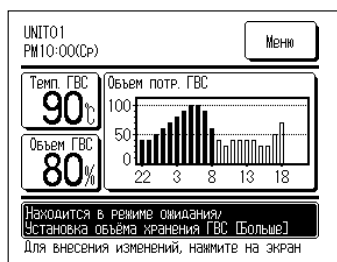 UNIT01
PM10:00(Ср)
Меню
Темп. ГВС
90℃
Объем ГВС
80%
Объем потр. ГВС
100
50
0
22 3 8 13 18
Находится в режиме ожидания/
Установка объёма хранения ГВС [Больше]
Для внесения изменений, нажмите на экран